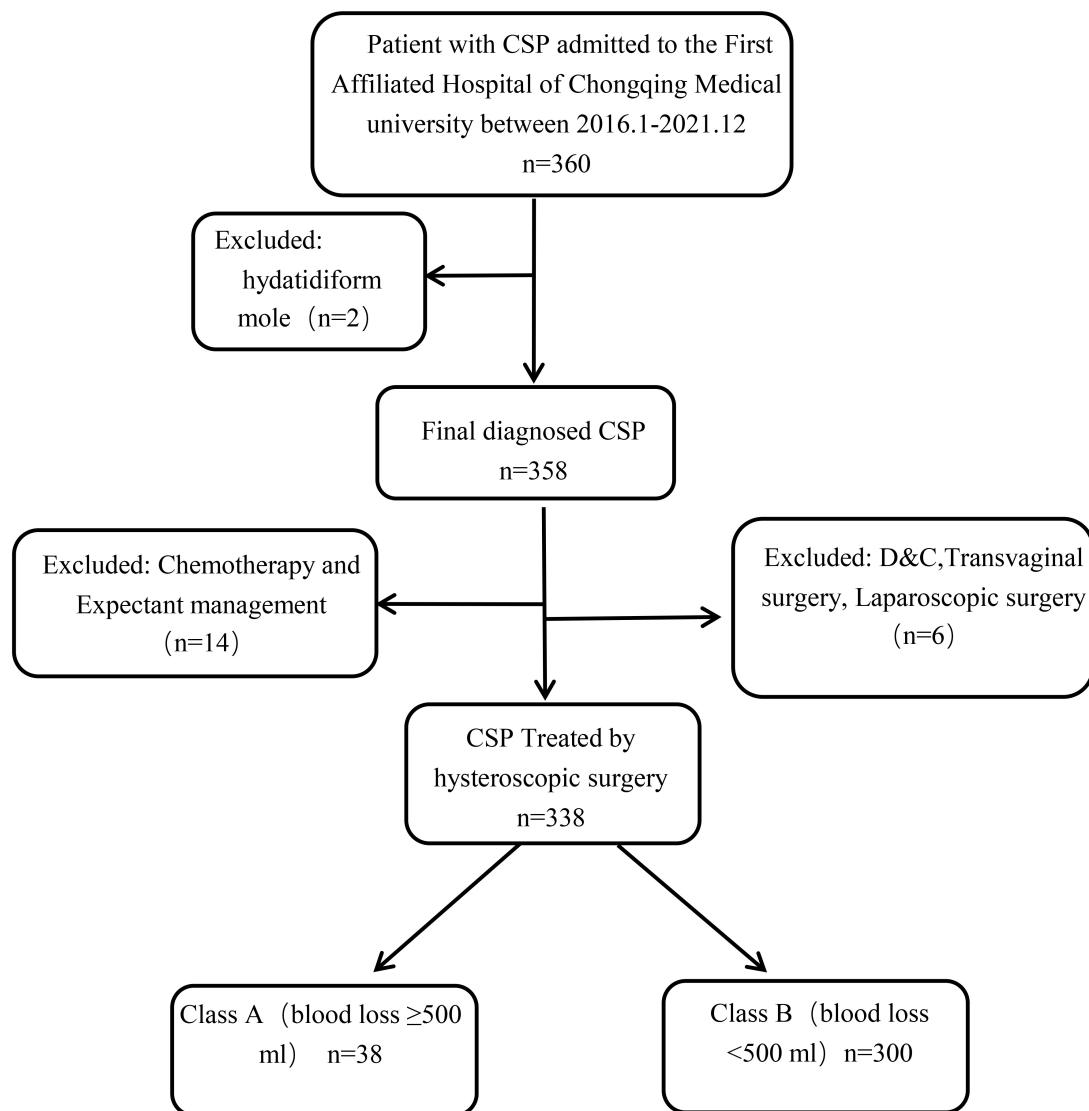 Patient with CSP admitted to the First
Affiliated Hospital of Chongqing Medical
university between 2016.1-2021.12
n=360
Excluded:
hydatidiform
mole（n=2）
Final diagnosed CSP
n=358
Excluded: Chemotherapy and
Expectant management
（n=14）
Excluded: D&C,Transvaginal
surgery, Laparoscopic surgery
（n=6）
CSP Treated by
hysteroscopic surgery
n=338
Class A（blood loss ≥500
ml） n=38
Class B（blood loss
<500 ml）n=300